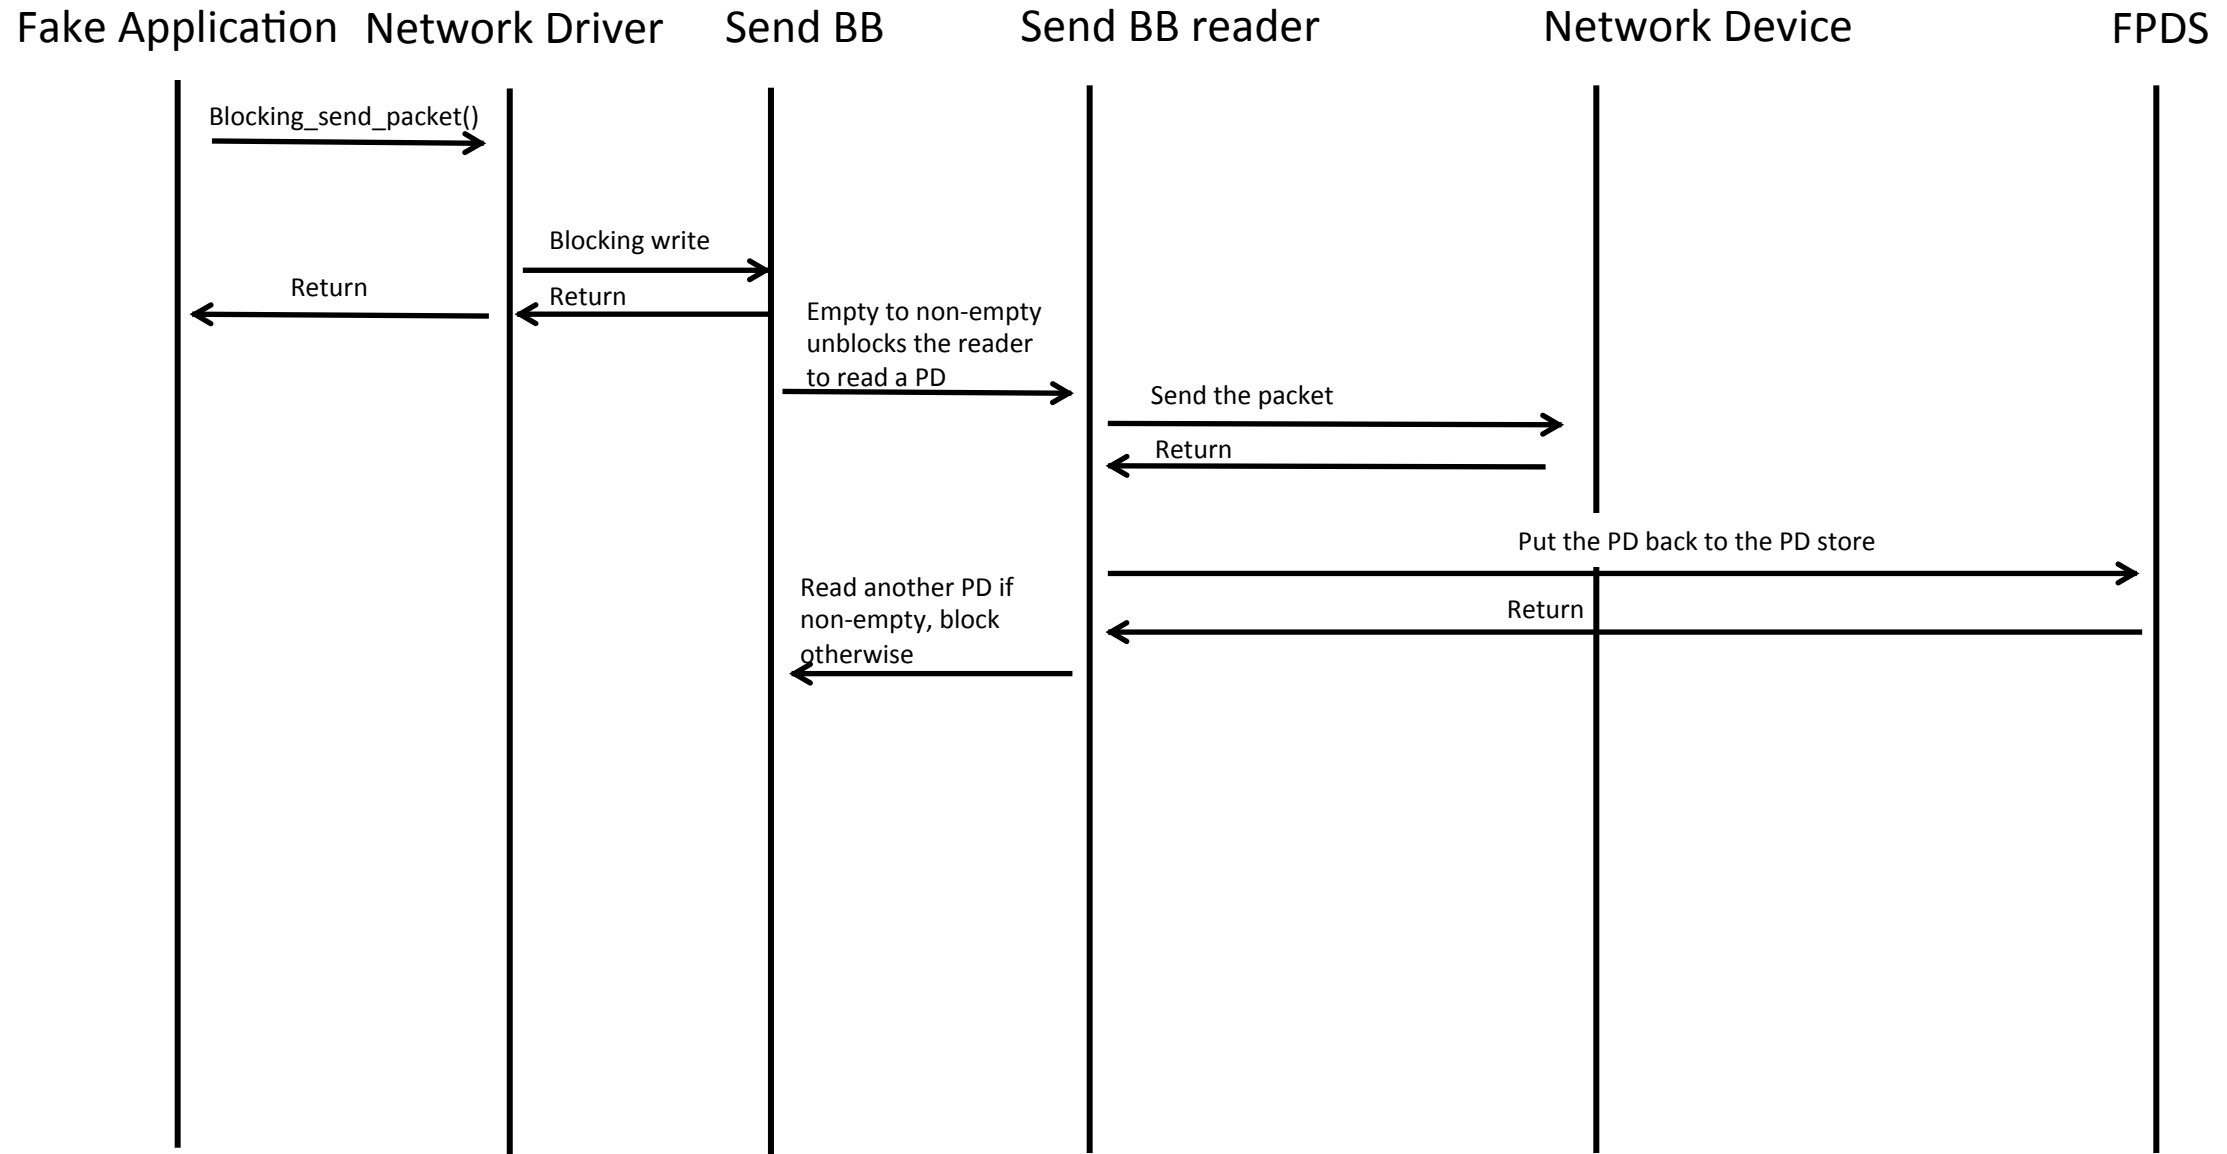 Fake Application
Network Driver
Send BB
Send BB reader
Network Device
FPDS
Blocking_send_packet()
Blocking write
Return
Return
Empty to non-empty
unblocks the reader
to read a PD
Send the packet
Return
Put the PD back to the PD store
Read another PD if
non-empty, block
otherwise
Return